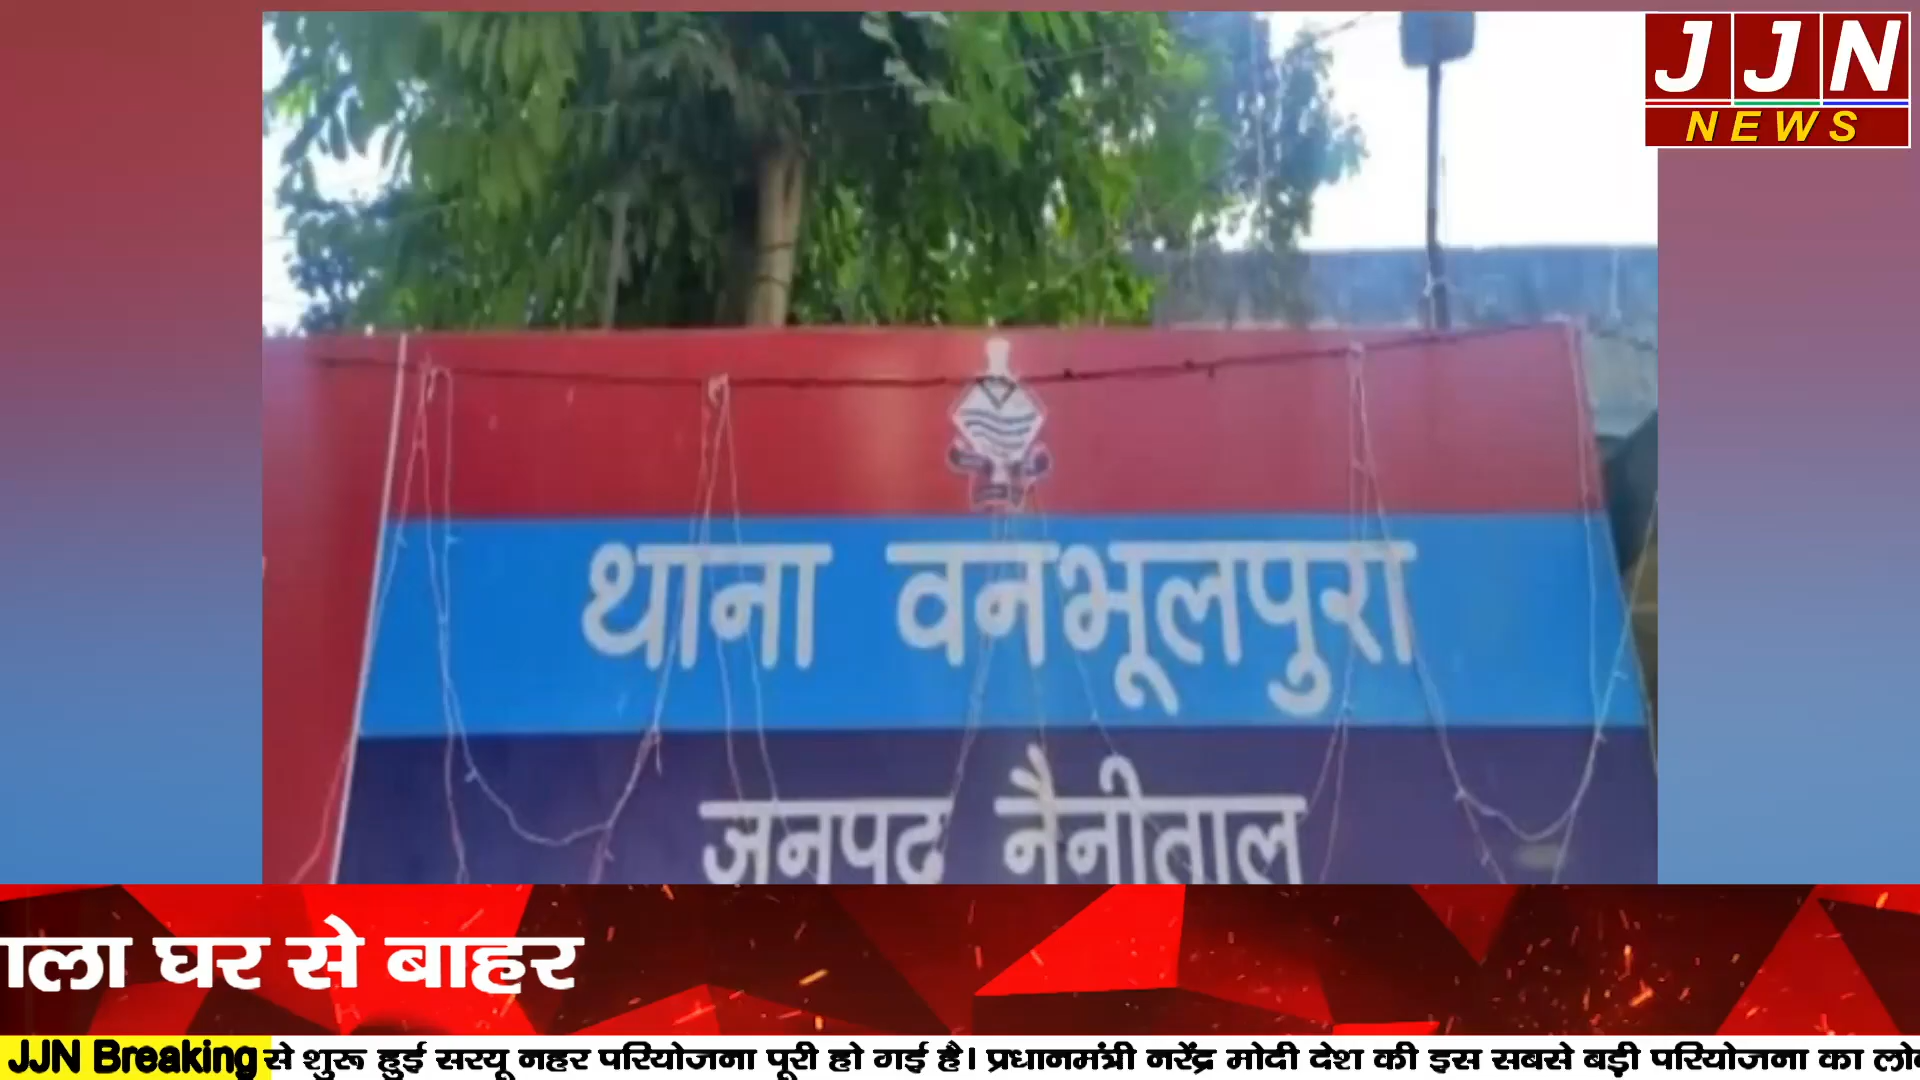 JJN
NEWS
थाना वनभूलपुरा
जनपद नैनीताल
ाला घर से बाहर
JJN Breaking से शुरू हुई सरयू नहर परियोजना पूरी हो गई है। प्रधानमंत्री नरेंद्र मोदी देश की इस सबसे बड़ी परियोजना का लो